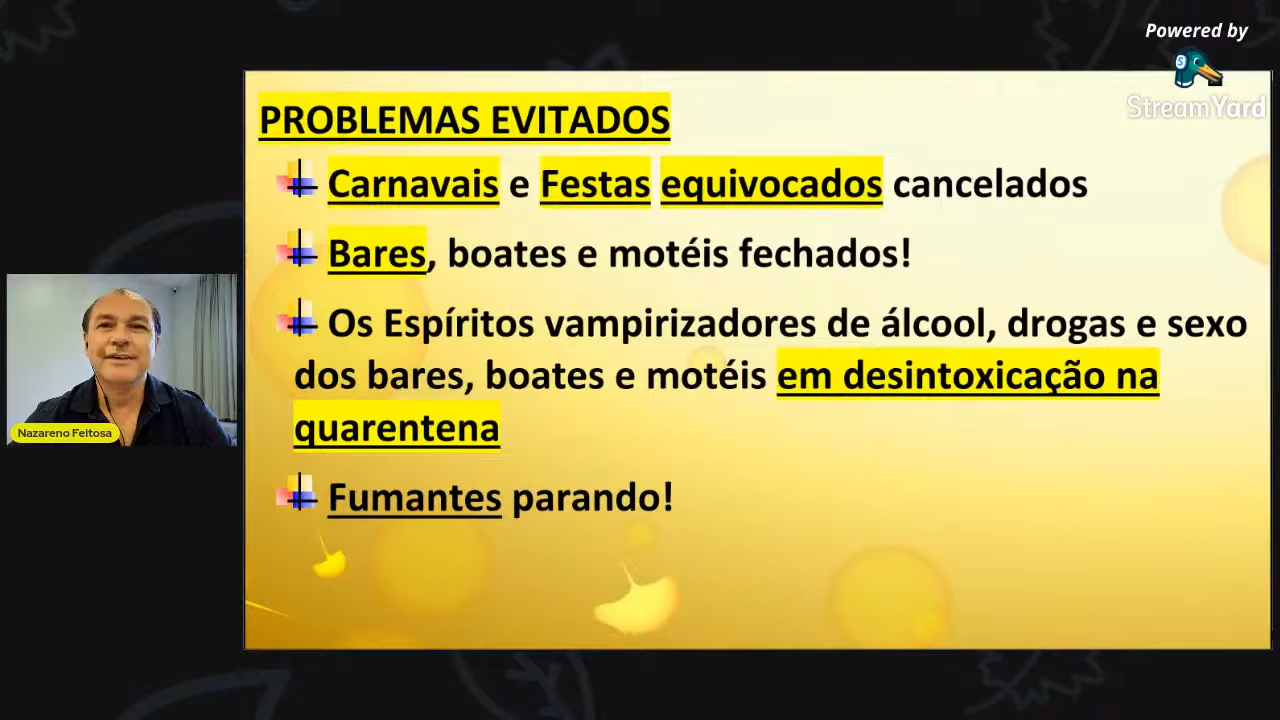 Powered by
StreamYard
PROBLEMAS EVITADOS
Carnavais e Festas equivocados cancelados
Bares, boates e motéis fechados!
Os Espíritos vampirizadores de álcool, drogas e sexo
dos bares, boates e motéis em desintoxicação na
quarentena
Fumantes parando!
Nazareno Feitosa